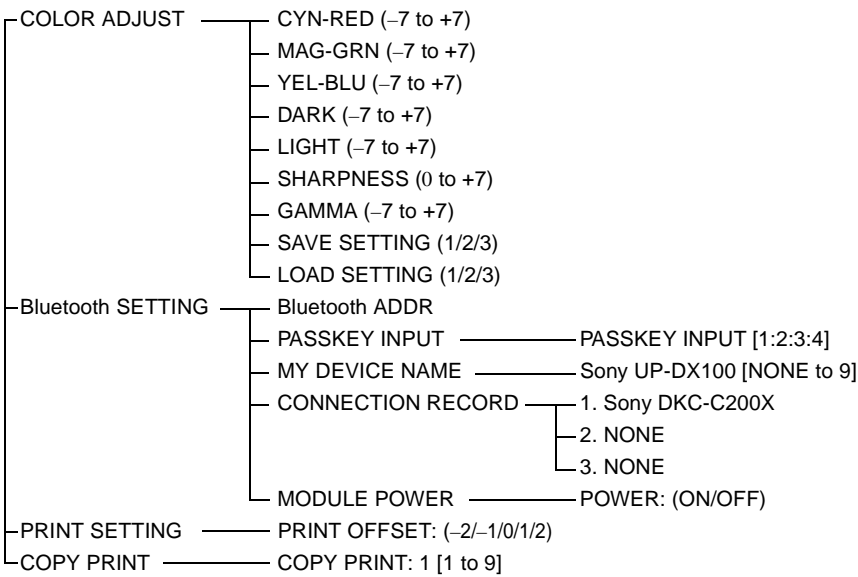 COLOR ADJUST CYN-RED (–7 to +7)
MAG-GRN (–7 to +7)
YEL-BLU (–7 to +7)
DARK (–7 to +7)
LIGHT (–7 to +7)
SHARPNESS (0 to +7)
GAMMA (–7 to +7)
SAVE SETTING (1/2/3)
LOAD SETTING (1/2/3)
Bluetooth SETTING Bluetooth ADDR
PASSKEY INPUT PASSKEY INPUT [1:2:3:4]
MY DEVICE NAME Sony UP-DX100 [NONE to 9]
CONNECTION RECORD 1. Sony DKC-C200X
2. NONE
3. NONE
MODULE POWER POWER: (ON/OFF)
PRINT SETTING PRINT OFFSET: (–2/–1/0/1/2)
COPY PRINT COPY PRINT: 1 [1 to 9]